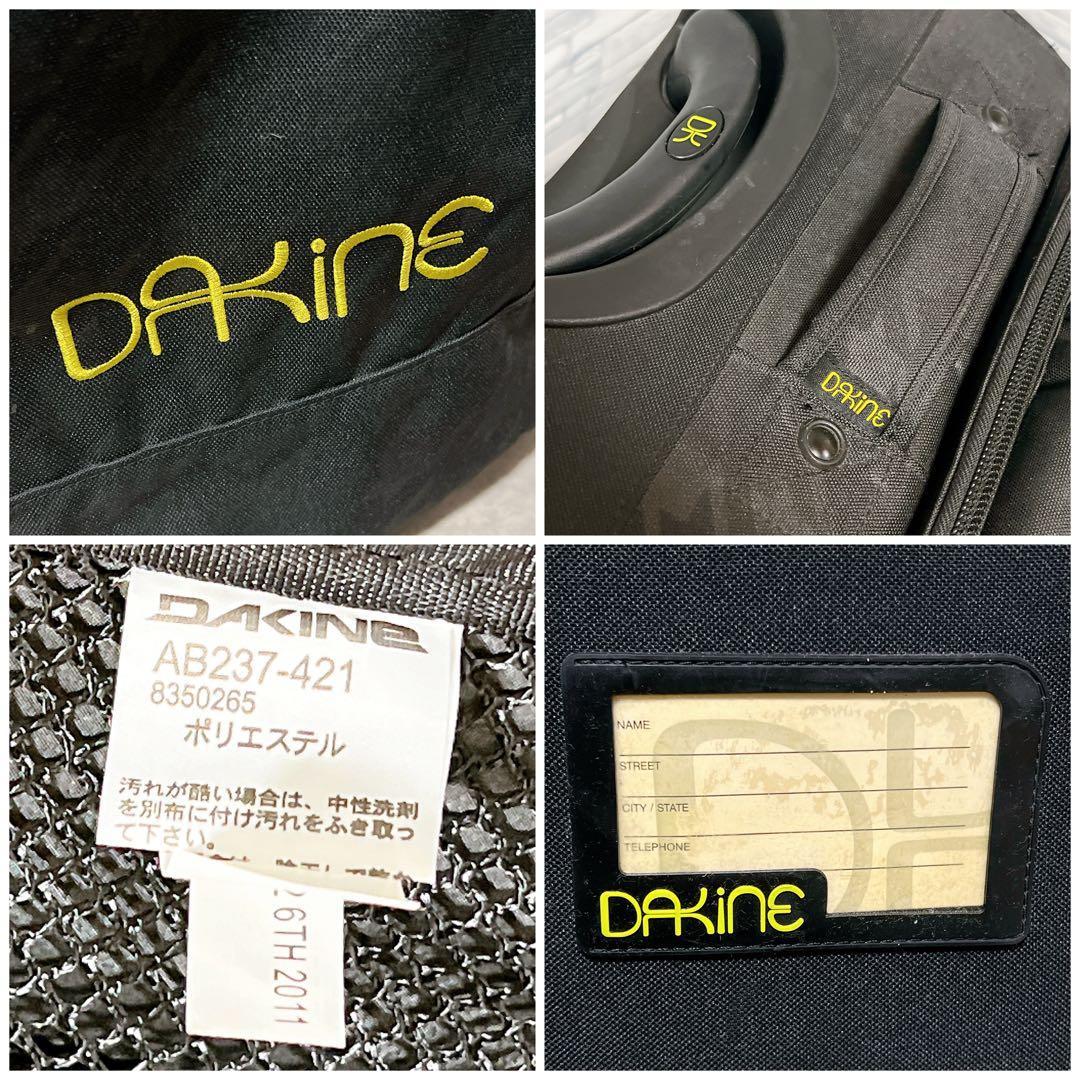 DAKINE
DK
DAKINE
DAKINE
AB237-421
8350265
ポリエステル
汚れが酷い場合は、中性洗剤
を別布に付け汚れをふき取っ
て下さい。
6TH2011
NAME
STREET
CITY / STATE
TELEPHONE
DAKINE